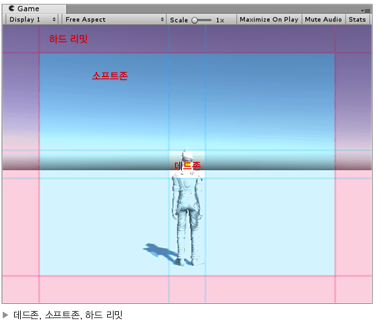 Game
Display 1 Free Aspect Scale 1x Maximize On Play Mute Audio Stats
하드 리밋
소프트존
데드존
▶ 데드존, 소프트존, 하드 리밋